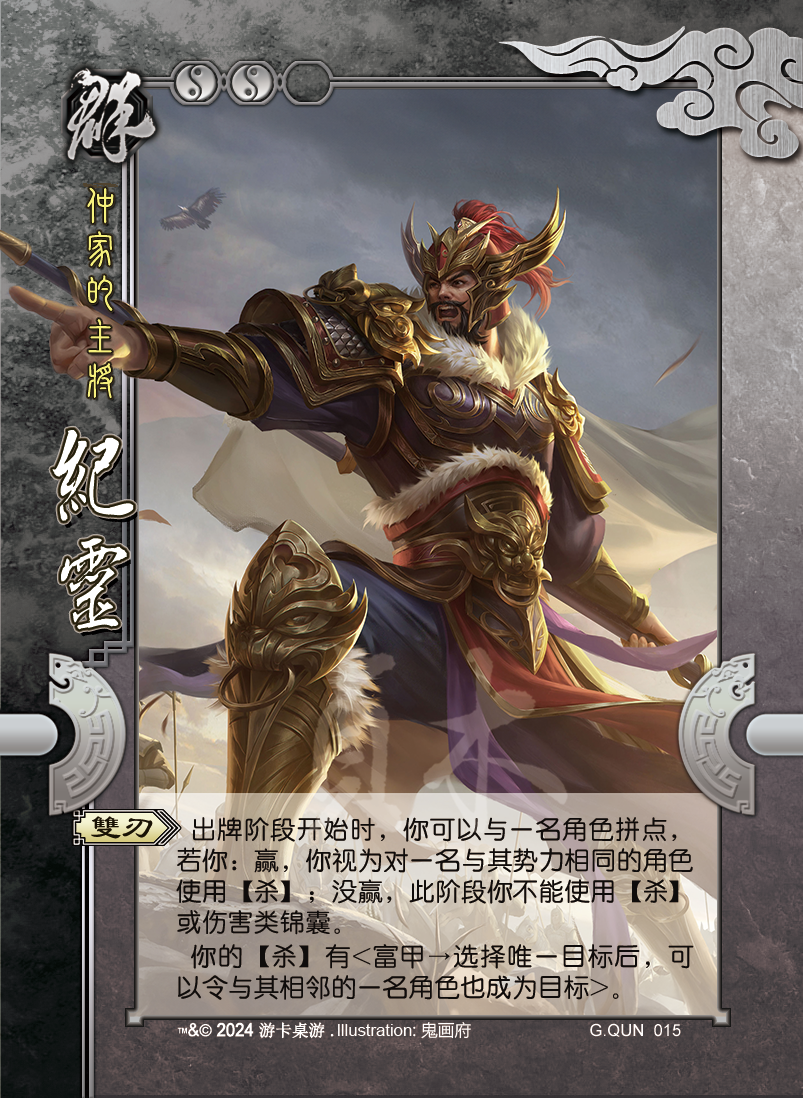 群
仲家的主將
紀靈
雙刃
出牌阶段开始时，你可以与一名角色拼点，
若你：赢，你视为对一名与其势力相同的角色
使用【杀】；没赢，此阶段你不能使用【杀】
或伤害类锦囊。
你的【杀】有<富甲→选择唯一目标后，可
以令与其相邻的一名角色也成为目标>。
™&© 2024 游卡桌游 .Illustration: 鬼画府
G.QUN 015